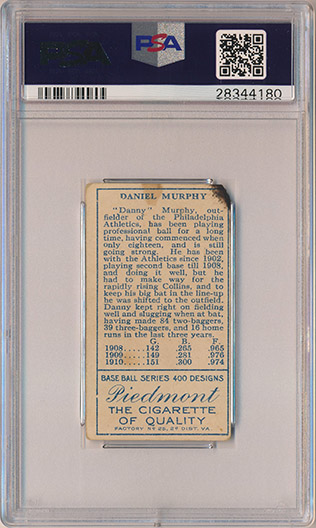 PSA
PSA
28344180
DANIEL MURPHY
"Danny" Murphy, out-
fielder of the Philadelphia
Athletics, has been playing
professional ball for a long
time, having commenced when
only eighteen, and is still
going strong. He has been
with the Athletics since 1902,
playing second base till 1908,
and doing it well, but he
had to make way for the
rapidly rising Collins, and to
keep his big bat in the line-up
he was shifted to the outfield.
Danny kept right on fielding
well and slugging when at bat,
having made 84 two-baggers,
39 three-baggers, and 16 home
runs in the last three years.
G. B. F.
1908.....142 .265 .965
1909.....149 .281 .976
1910.....151 .300 .974
BASE BALL SERIES 400 DESIGNS
Piedmont
THE CIGARETTE
OF QUALITY
FACTORY No 25, 2D DIST. VA.